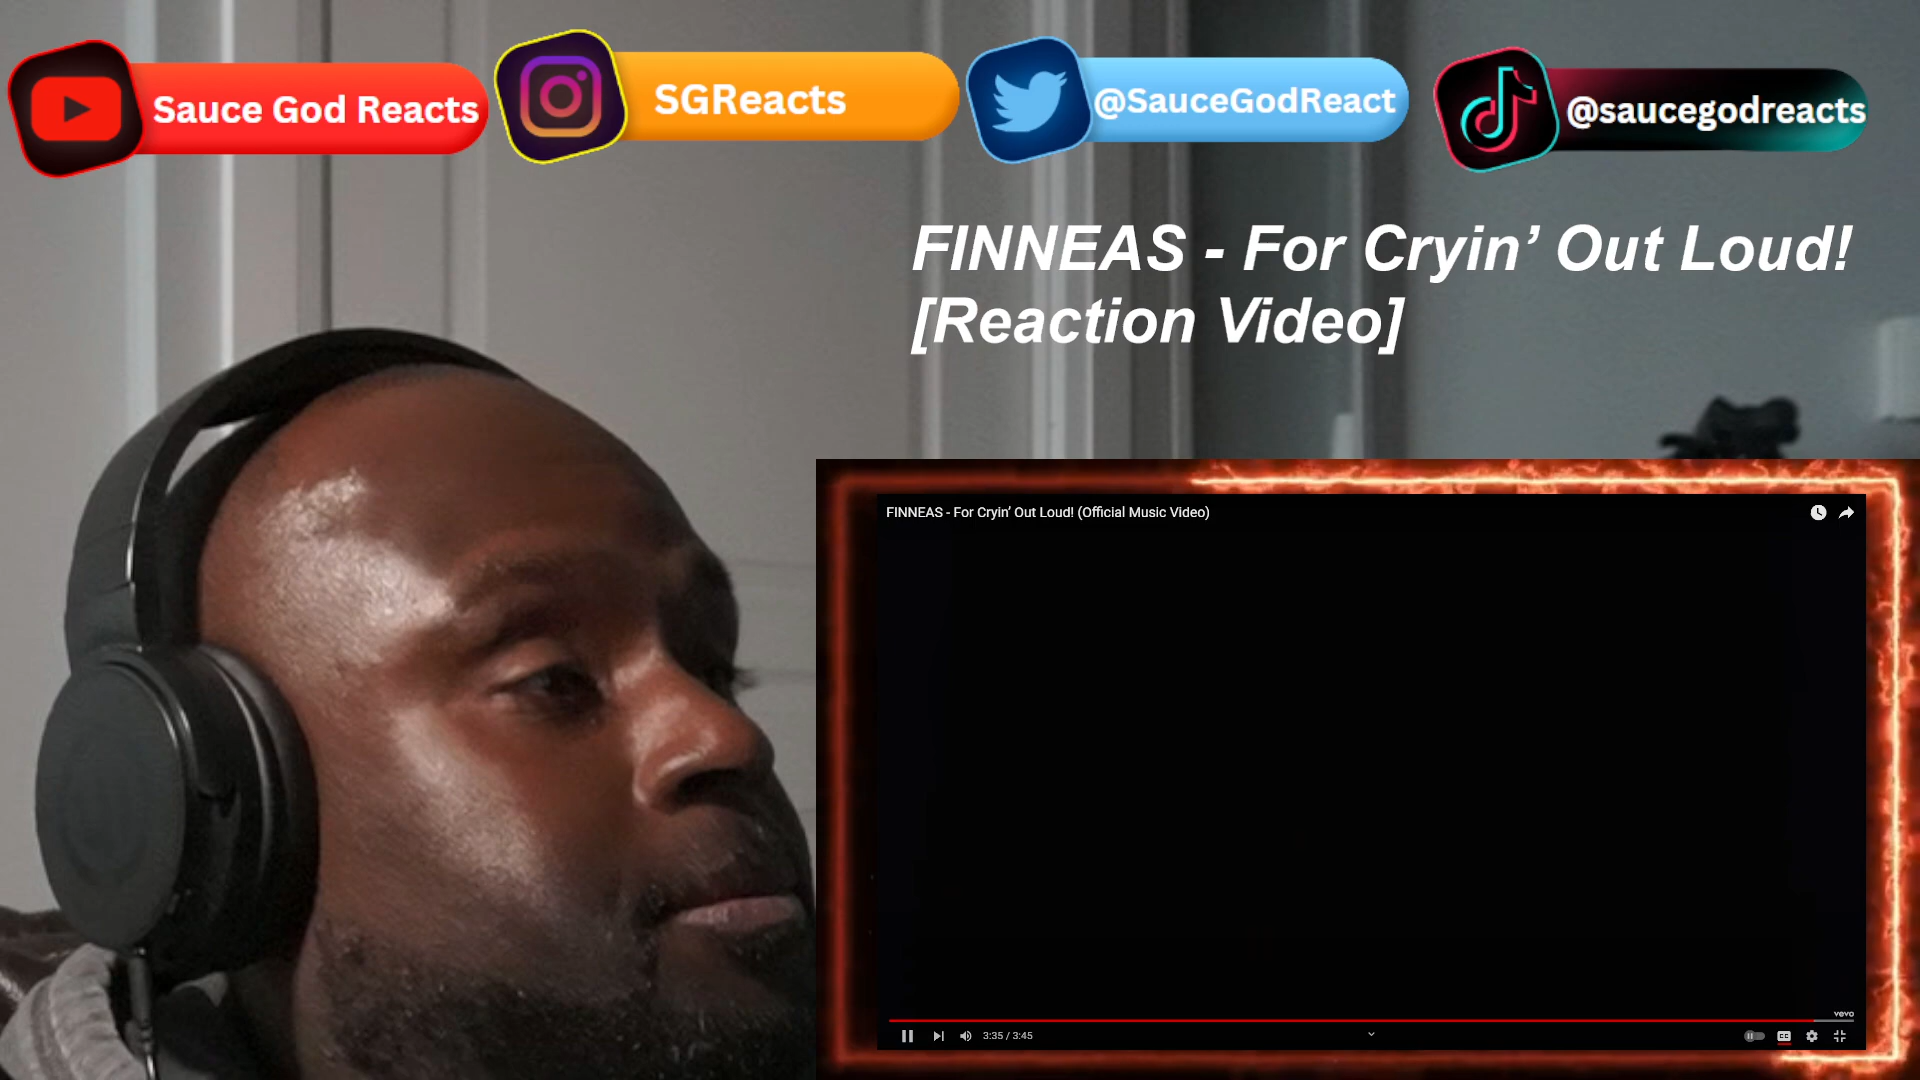 Sauce God Reacts
SGReacts
@SauceGodReact
@saucegodreacts
FINNEAS - For Cryin’ Out Loud!
[Reaction Video]
FINNEAS - For Cryin’ Out Loud! (Official Music Video)
vevo
3:35 / 3:45
CC